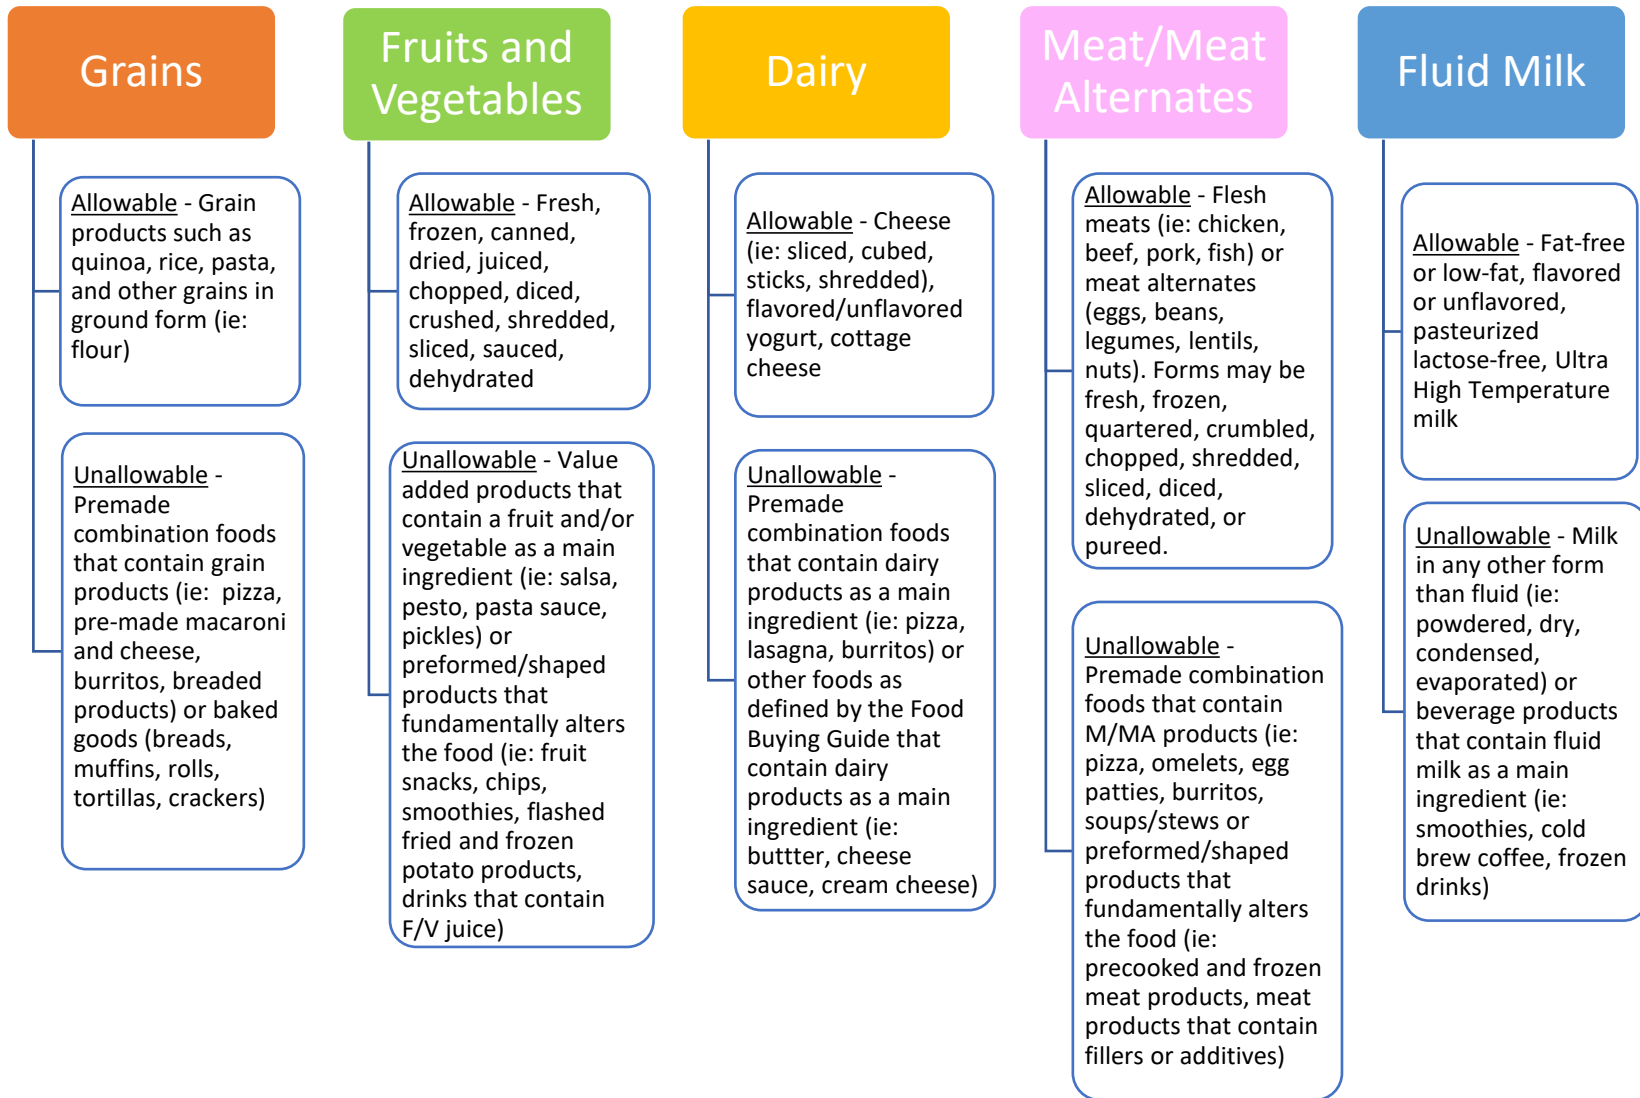 Grains
Allowable - Grain
products such as
quinoa, rice, pasta,
and other grains in
ground form (ie:
flour)
Unallowable -
Premade
combination foods
that contain grain
products (ie:  pizza,
pre-made macaroni
and cheese,
burritos, breaded
products) or baked
goods (breads,
muffins, rolls,
tortillas, crackers)
Fruits and
Vegetables
Allowable - Fresh,
frozen, canned,
dried, juiced,
chopped, diced,
crushed, shredded,
sliced, sauced,
dehydrated
Unallowable - Value
added products that
contain a fruit and/or
vegetable as a main
ingredient (ie: salsa,
pesto, pasta sauce,
pickles) or
preformed/shaped
products that
fundamentally alters
the food (ie: fruit
snacks, chips,
smoothies, flashed
fried and frozen
potato products,
drinks that contain
F/V juice)
Dairy
Allowable - Cheese
(ie: sliced, cubed,
sticks, shredded),
flavored/unflavored
yogurt, cottage
cheese
Unallowable -
Premade
combination foods
that contain dairy
products as a main
ingredient (ie: pizza,
lasagna, burritos) or
other foods as
defined by the Food
Buying Guide that
contain dairy
products as a main
ingredient (ie:
buttter, cheese
sauce, cream cheese)
Meat/Meat
Alternates
Allowable - Flesh
meats (ie: chicken,
beef, pork, fish) or
meat alternates
(eggs, beans,
legumes, lentils,
nuts). Forms may be
fresh, frozen,
quartered, crumbled,
chopped, shredded,
sliced, diced,
dehydrated, or
pureed.
Unallowable -
Premade combination
foods that contain
M/MA products (ie:
pizza, omelets, egg
patties, burritos,
soups/stews or
preformed/shaped
products that
fundamentally alters
the food (ie:
precooked and frozen
meat products, meat
products that contain
fillers or additives)
Fluid Milk
Allowable - Fat-free
or low-fat, flavored
or unflavored,
pasteurized
lactose-free, Ultra
High Temperature
milk
Unallowable - Milk
in any other form
than fluid (ie:
powdered, dry,
condensed,
evaporated) or
beverage products
that contain fluid
milk as a main
ingredient (ie:
smoothies, cold
brew coffee, frozen
drinks)